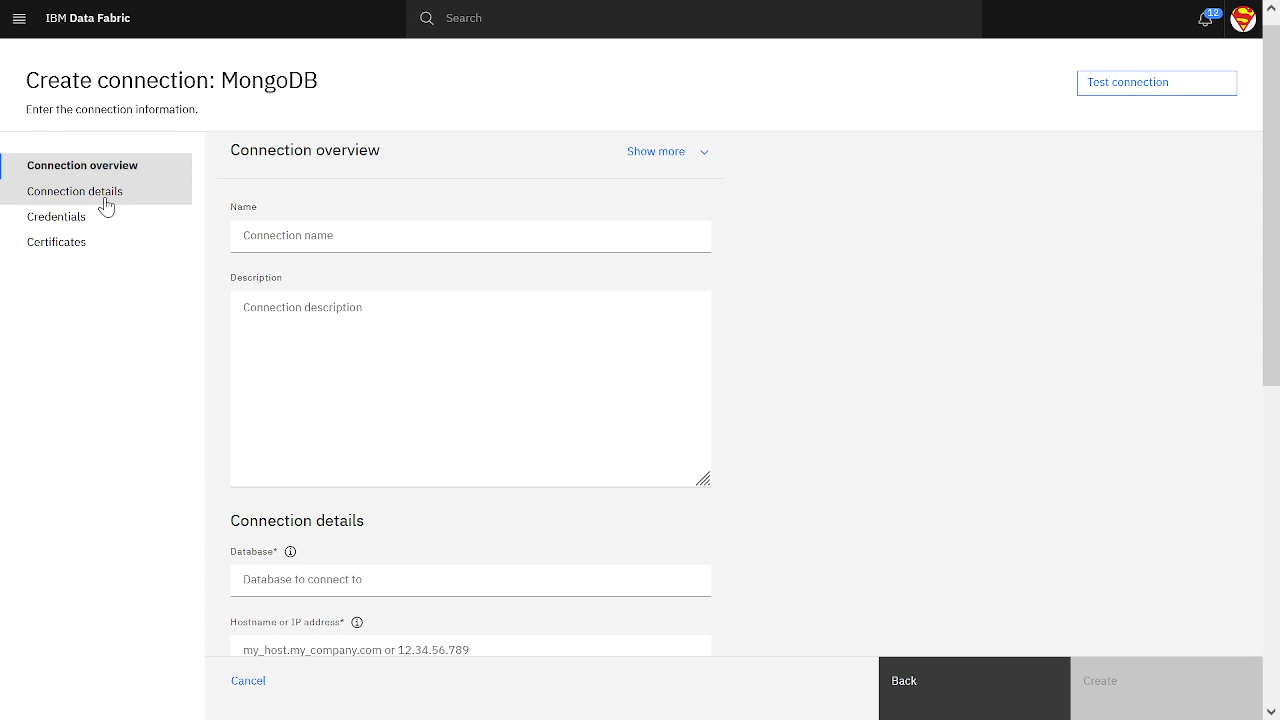 IBM Data Fabric
Search
12
Create connection: MongoDB
Enter the connection information.
Test connection
Connection overview
Connection details
Credentials
Certificates
Connection overview
Show more
Name
Connection name
Description
Connection description
Connection details
Database*
Database to connect to
Hostname or IP address*
my_host.my_company.com or 12.34.56.789
Cancel
Back
Create